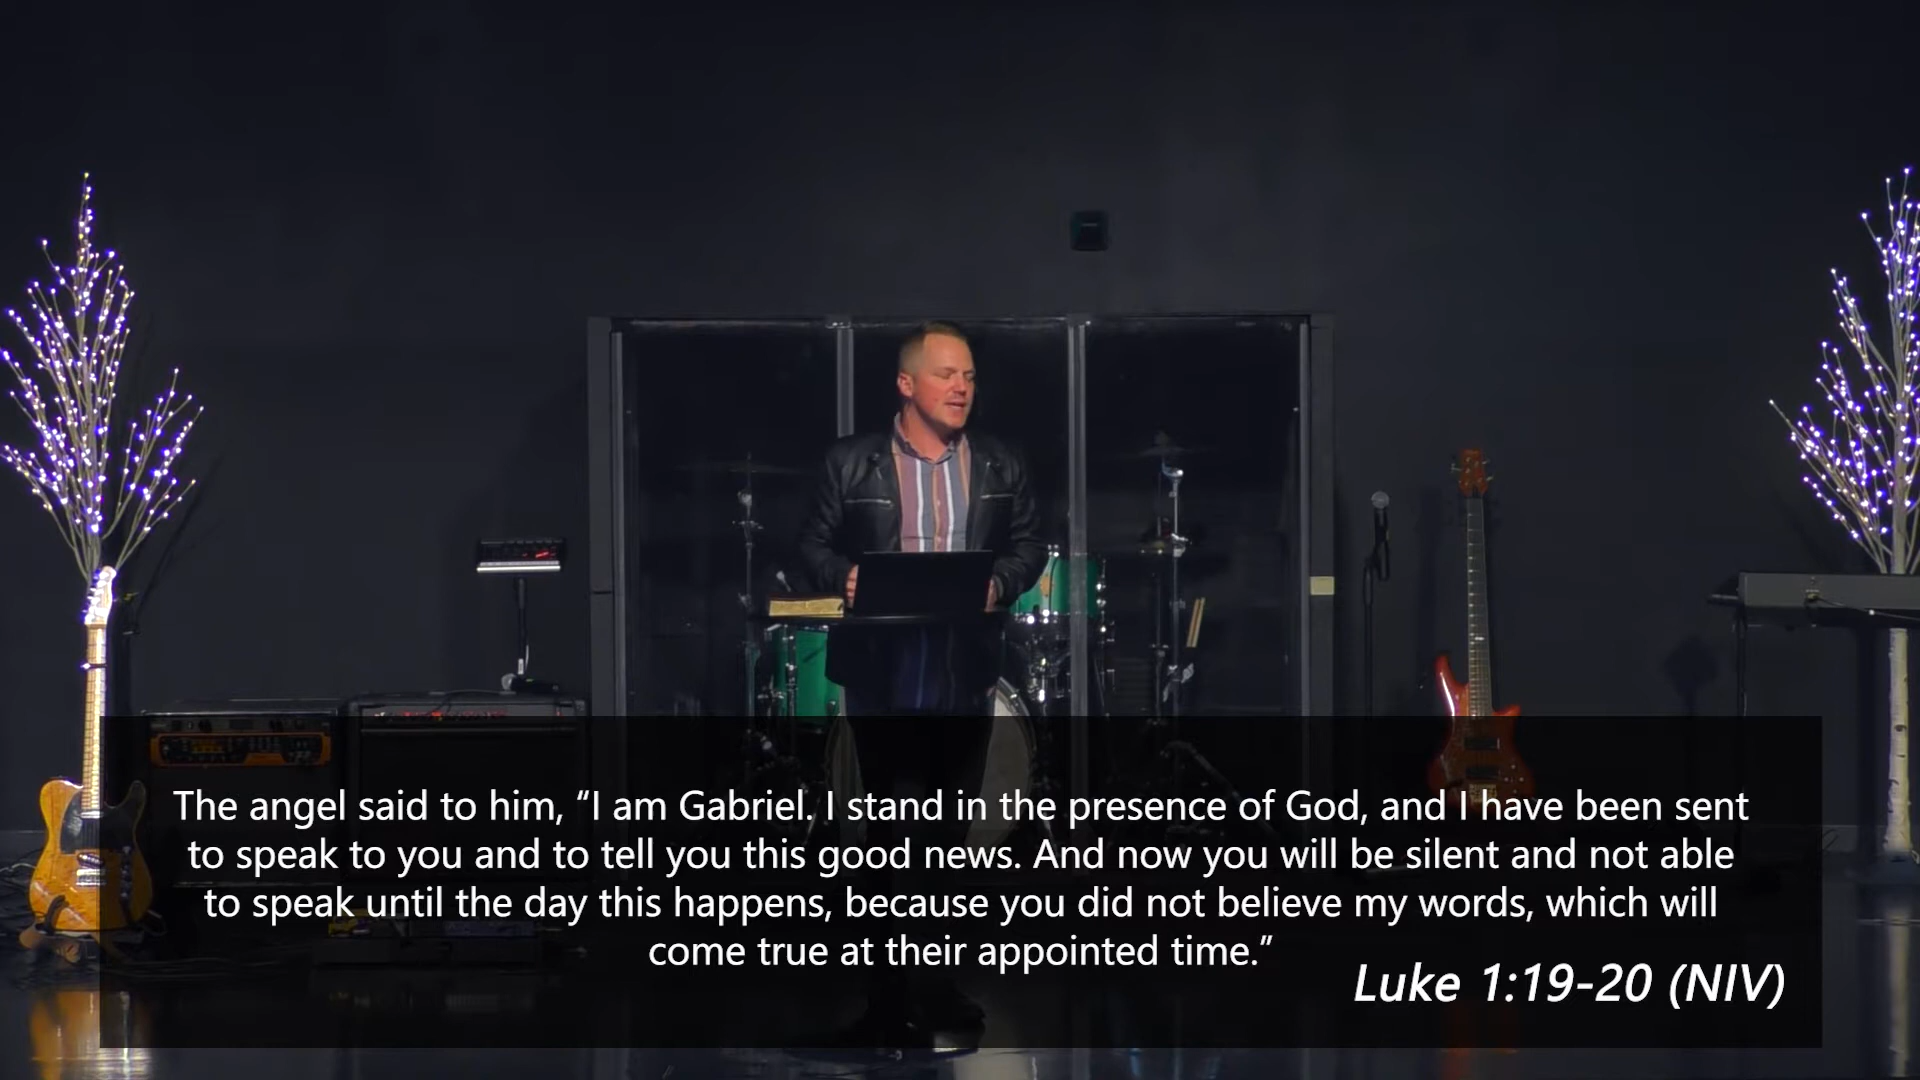 The angel said to him, “I am Gabriel. I stand in the presence of God, and I have been sent
to speak to you and to tell you this good news. And now you will be silent and not able
to speak until the day this happens, because you did not believe my words, which will
come true at their appointed time.”
Luke 1:19-20 (NIV)